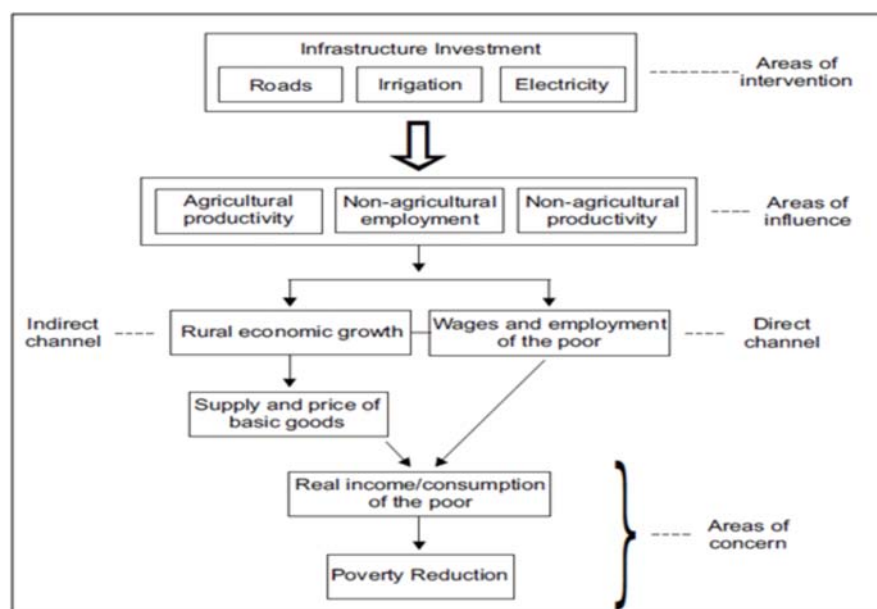 Infrastructure Investment
Roads
Irrigation
Electricity
Areas of
intervention
Agricultural
productivity
Non-agricultural
employment
Non-agricultural
productivity
Areas of
influence
Indirect
channel
Rural economic growth
Wages and employment
of the poor
Direct
channel
Supply and price of
basic goods
Real income/consumption
of the poor
Areas of
concern
Poverty Reduction